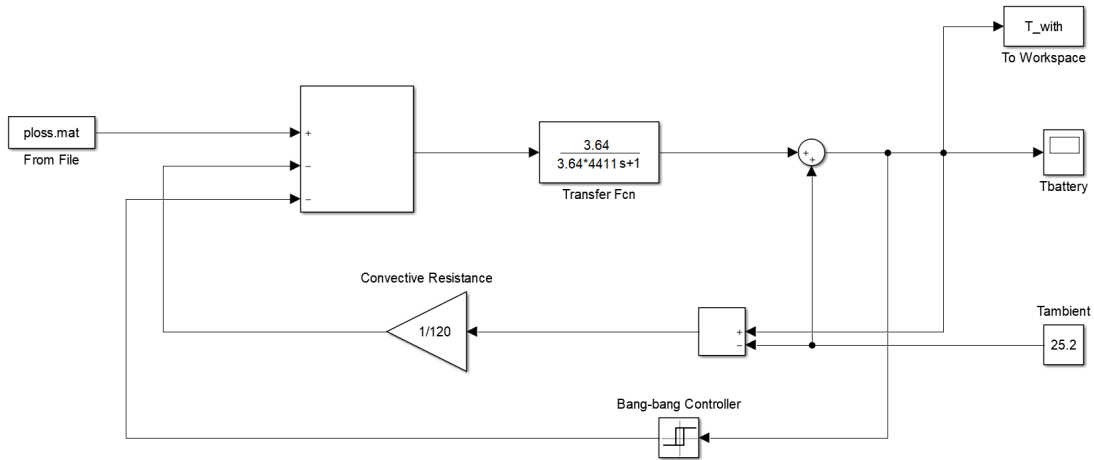 T_with
To Workspace
ploss.mat
From File
+
−
−
3.64
3.64*4411s+1
Transfer Fcn
+
+
Tbattery
Convective Resistance
1/120
+
−
Tambient
25.2
Bang-bang Controller